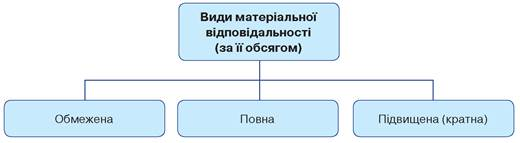 Види матеріальної
відповідальності
(за її обсягом)
Обмежена
Повна
Підвищена (кратна)